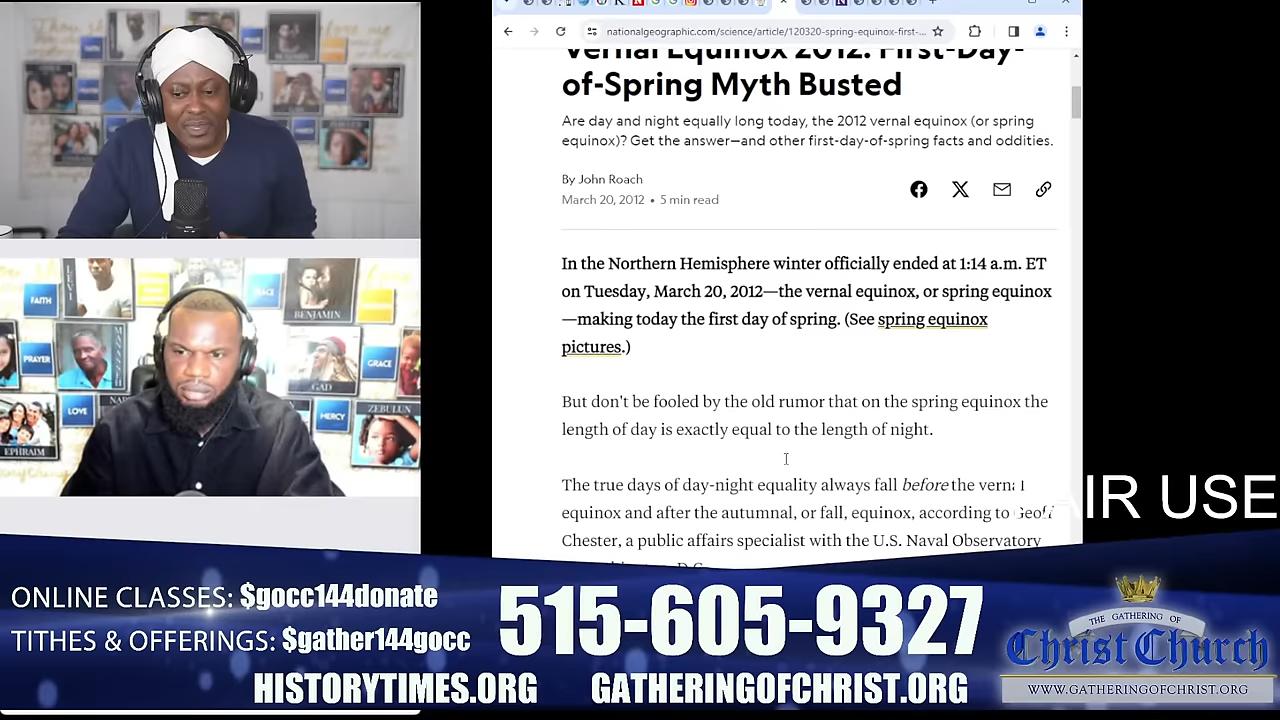 nationalgeographic.com/science/article/120320-spring-equinox-first-...
Vernal Equinox 2012: First-Day-
of-Spring Myth Busted
Are day and night equally long today, the 2012 vernal equinox (or spring
equinox)? Get the answer—and other first-day-of-spring facts and oddities.
By John Roach
March 20, 2012 • 5 min read
In the Northern Hemisphere winter officially ended at 1:14 a.m. ET
on Tuesday, March 20, 2012—the vernal equinox, or spring equinox
—making today the first day of spring. (See spring equinox
pictures.)
But don't be fooled by the old rumor that on the spring equinox the
length of day is exactly equal to the length of night.
The true days of day-night equality always fall before the vernal
equinox and after the autumnal, or fall, equinox, according to Geoff
Chester, a public affairs specialist with the U.S. Naval Observatory
AIR USE
FAITH
BENJAMIN
PRAYER
GAD
GRACE
LOVE
MERCY
ZEBULUN
EPHRAIM
ONLINE CLASSES: $gocc144donate
TITHES & OFFERINGS: $gather144gocc
515-605-9327
HISTORYTIMES.ORG GATHERINGOFCHRIST.ORG
THE GATHERING OF
Christ Church
WWW.GATHERINGOFCHRIST.ORG